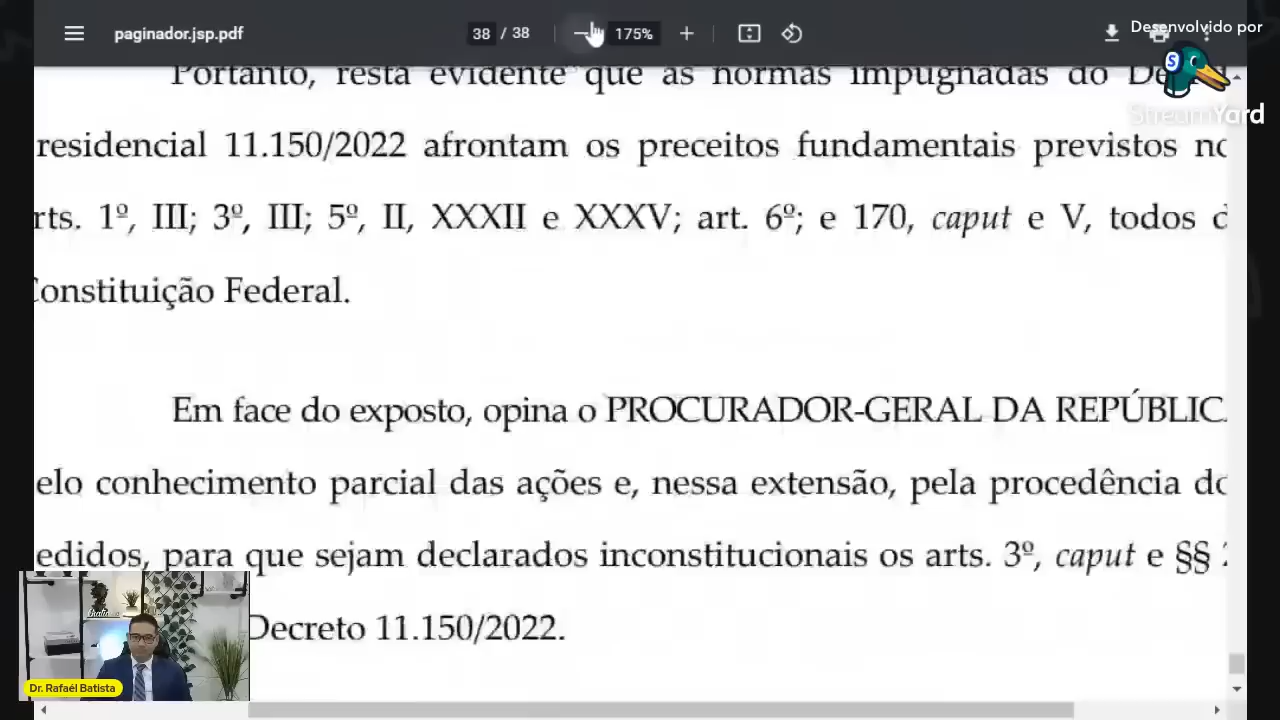 paginador.jsp.pdf
38 / 38
175%
Desenvolvido por
S
StreamYard
Portanto, resta evidente que as normas impugnadas do
residencial 11.150/2022 afrontam os preceitos fundamentais previstos
rts. 1º, III; 3º, III; 5º, II, XXXII e XXXV; art. 6º; e 170, caput e V, todos
Constituição Federal.
Em face do exposto, opina o PROCURADOR-GERAL DA REPÚBLIC
elo conhecimento parcial das ações e, nessa extensão, pela procedência
edidos, para que sejam declarados inconstitucionais os arts. 3º, caput e §§
Decreto 11.150/2022.
Dr. Rafaél Batista